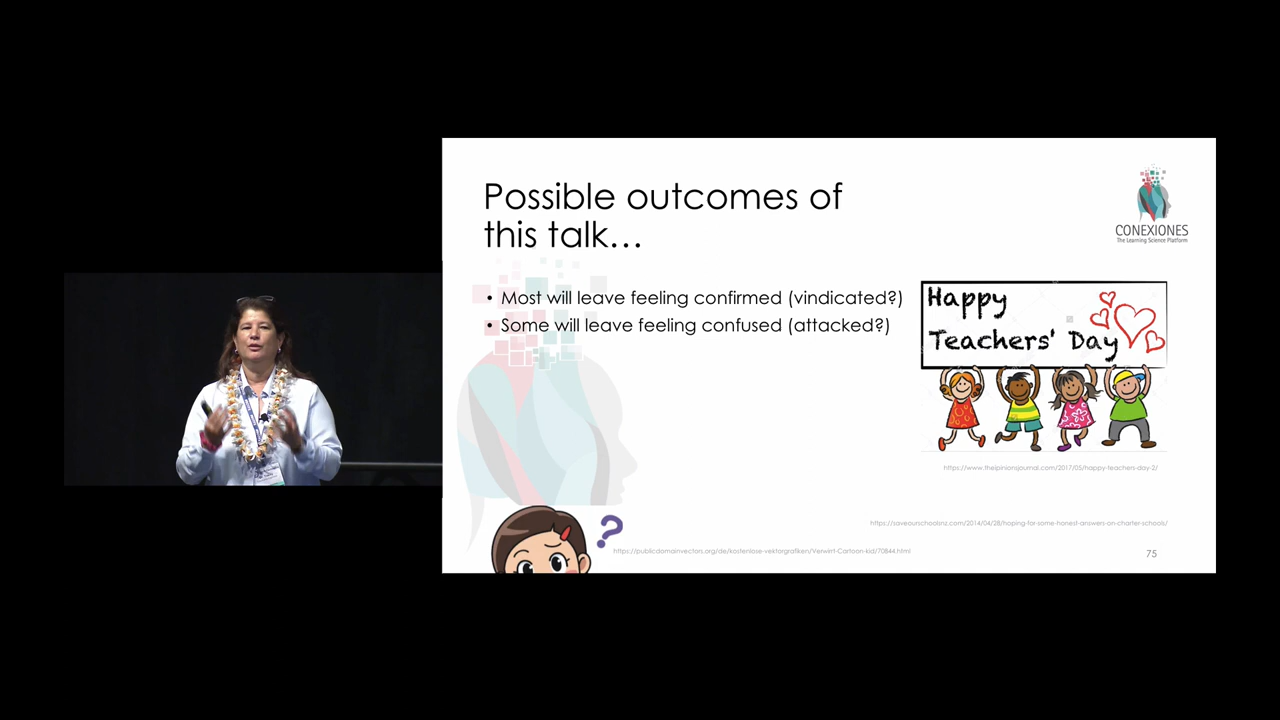 Possible outcomes of
this talk…
CONEXIONES
The Learning Science Platform
• Most will leave feeling confirmed (vindicated?)
• Some will leave feeling confused (attacked?)
Happy
Teachers' Day
https://www.theipinionsjournal.com/2017/05/happy-teachers-day-2/
https://saveourschoolsnz.com/2014/04/28/hoping-for-some-honest-answers-on-charter-schools/
?
https://publicdomainvectors.org/de/kostenlose-vektorgrafiken/Verwirrt-Cartoon-kid/70844.html
75